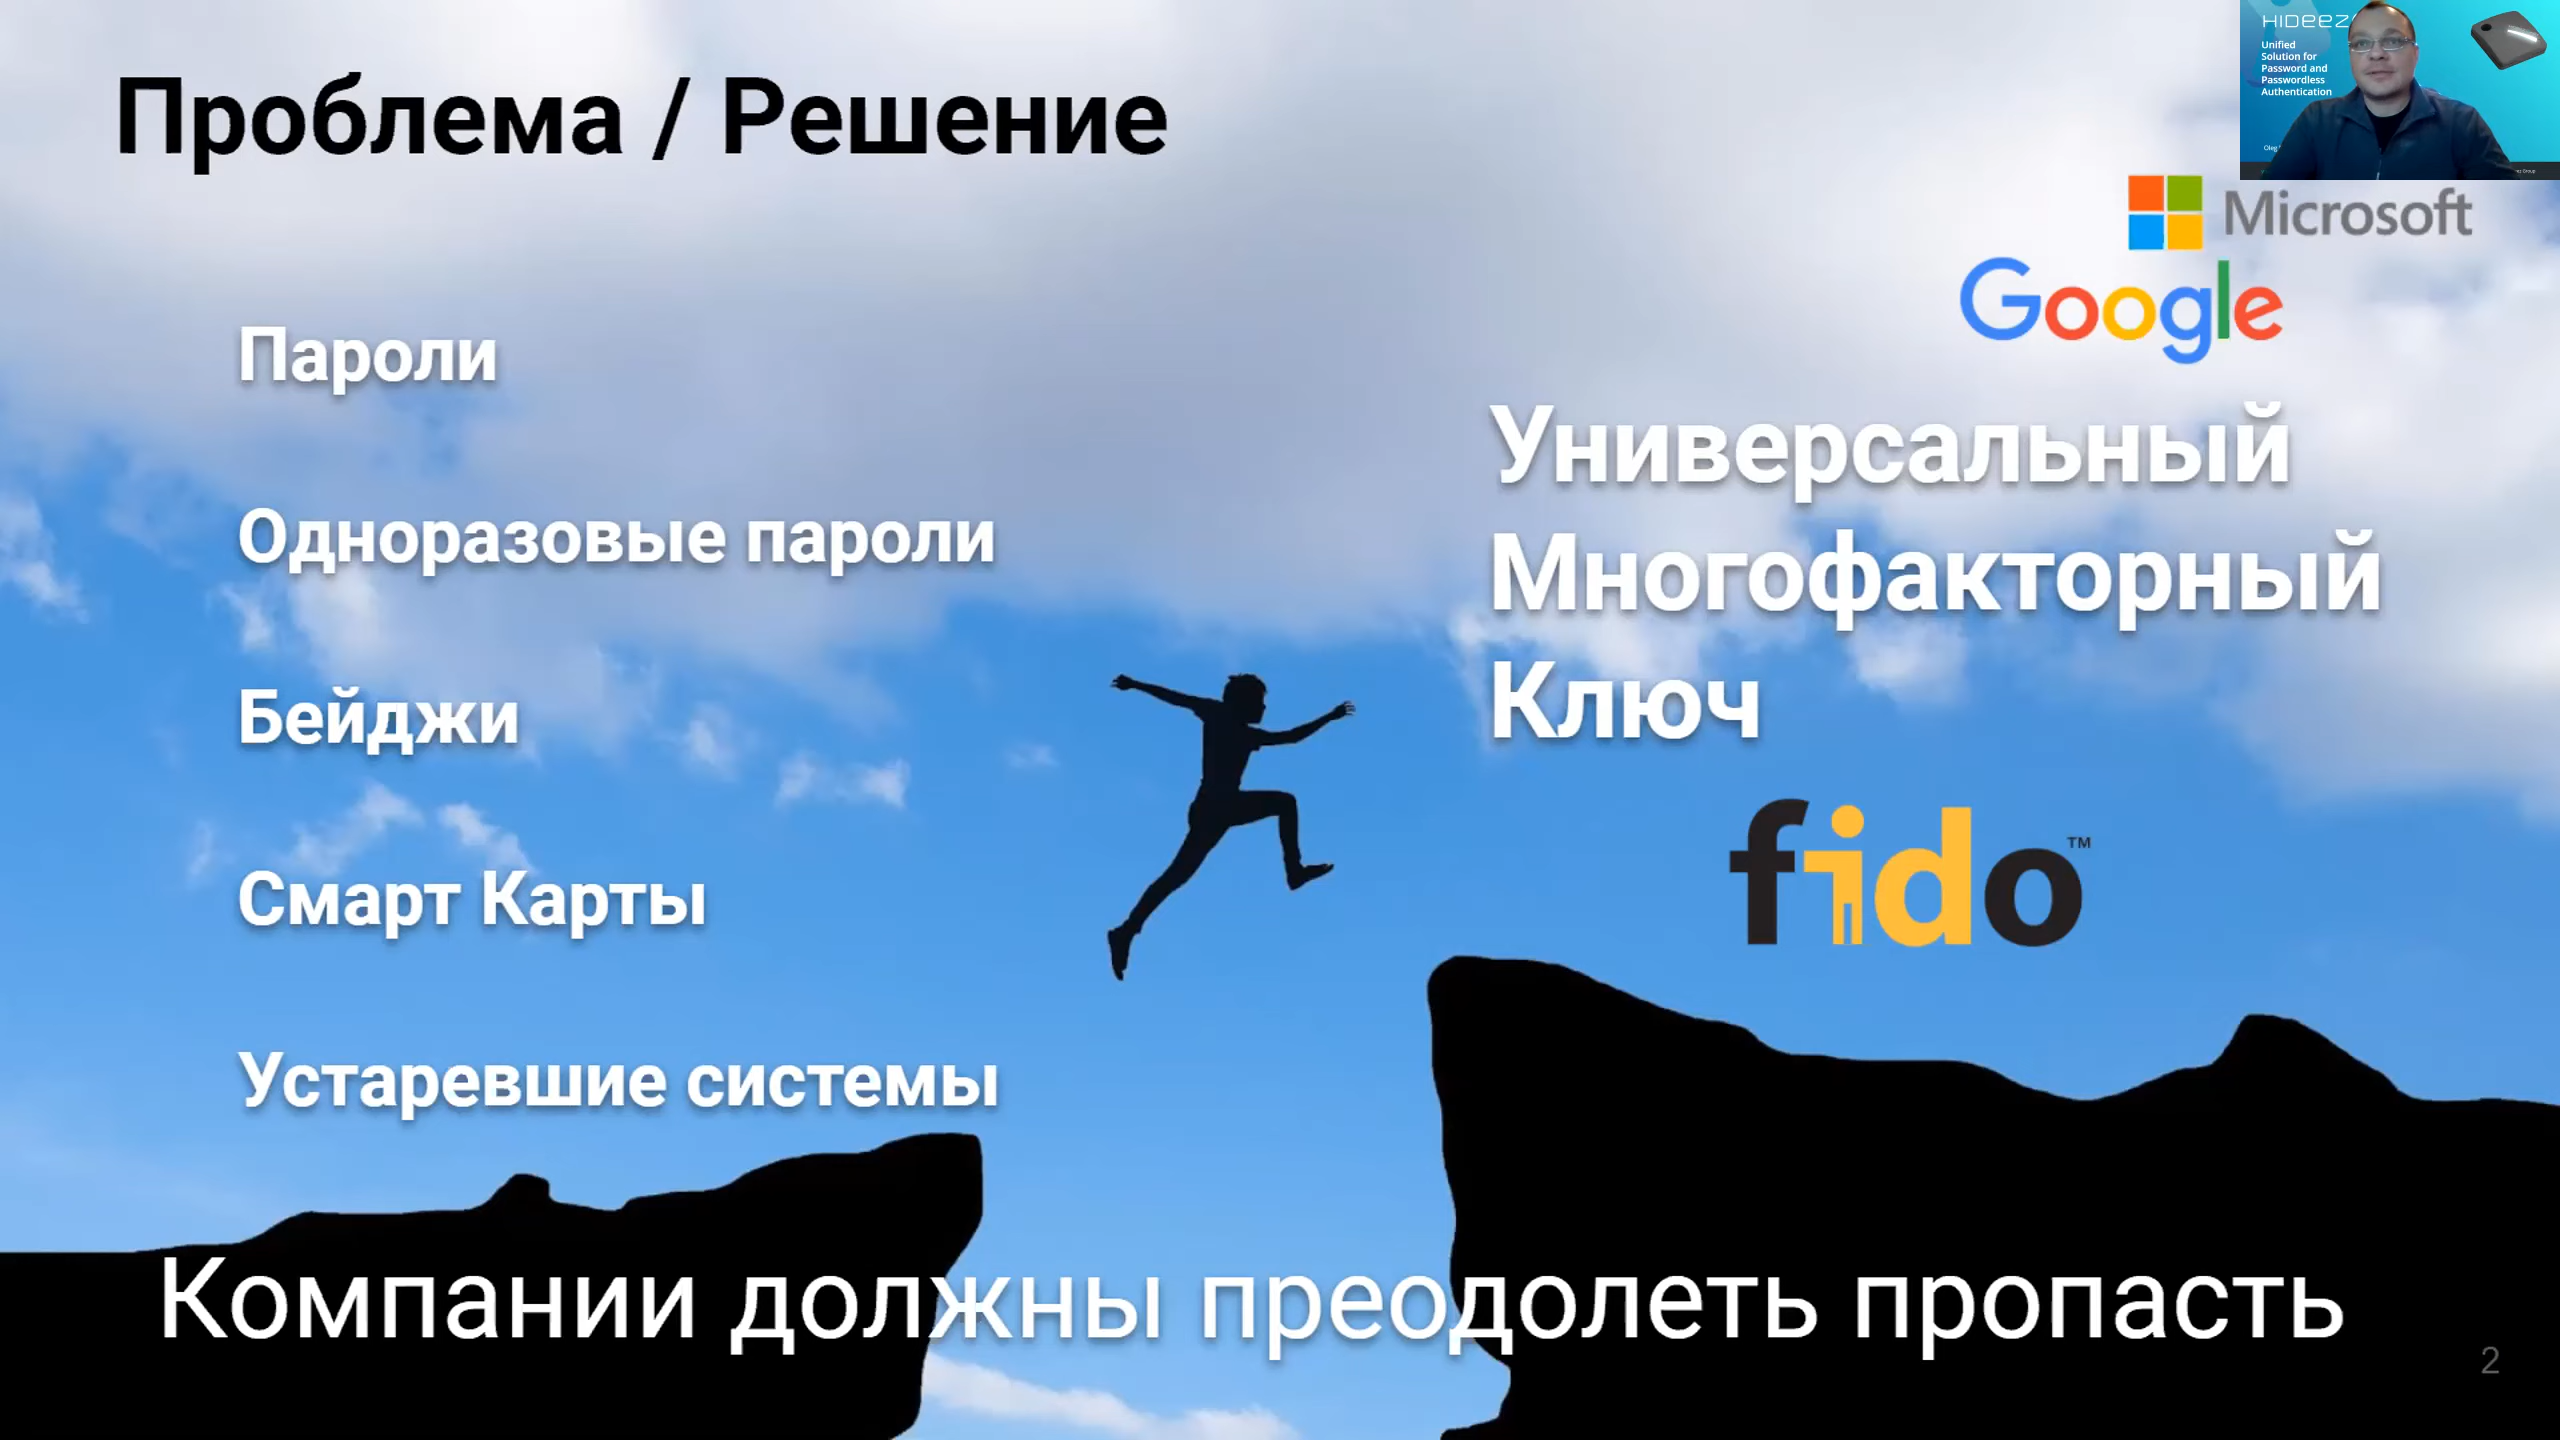 Проблема / Решение
HIDEEZ
Unified
Solution for
Password and
Passwordless
Authentication
Oleg
Microsoft
Google
Пароли
Одноразовые пароли
Бейджи
Смарт Карты
Устаревшие системы
Универсальный
Многофакторный
Ключ
fido™
Компании должны преодолеть пропасть
2